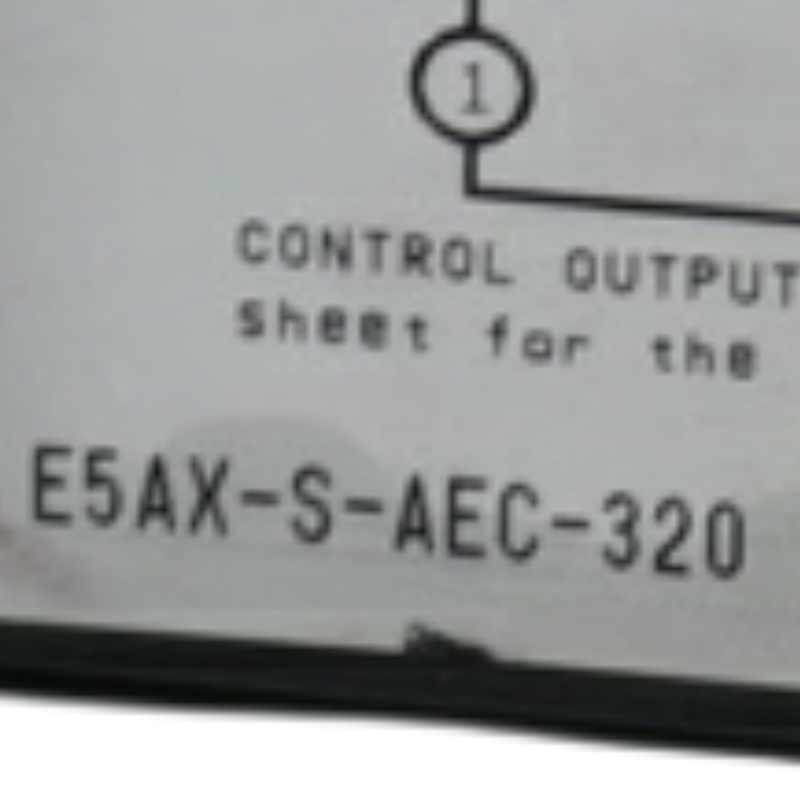 1
CONTROL OUTPUT
sheet for the
E5AX-S-AEC-320